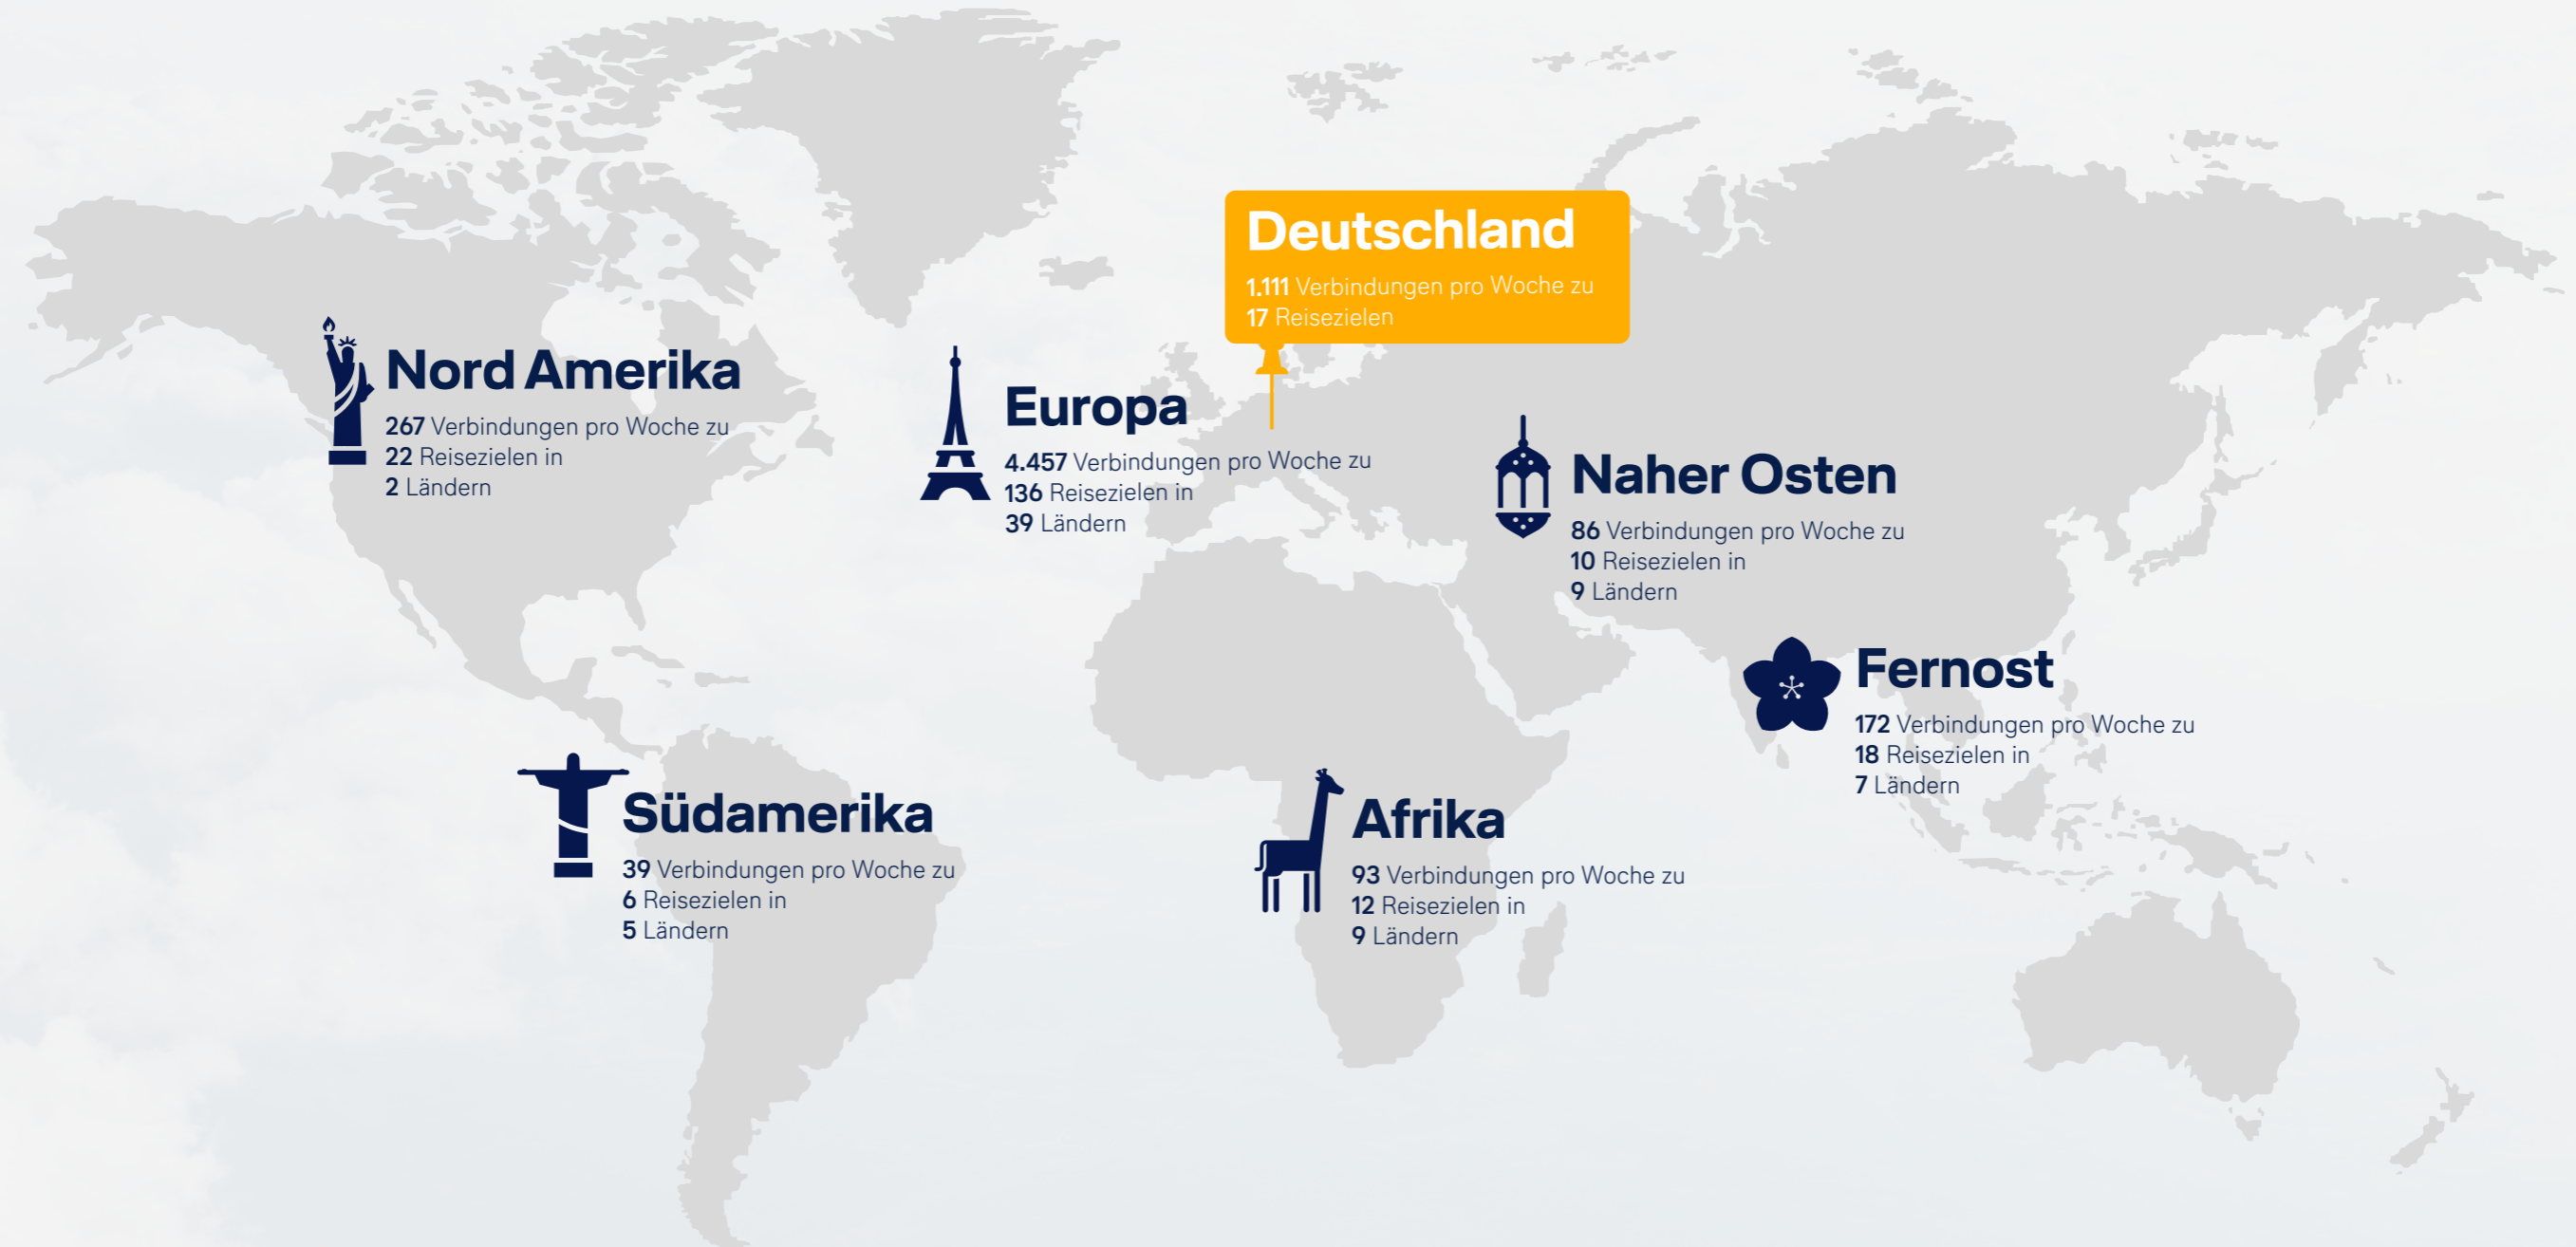 Deutschland
1.111 Verbindungen pro Woche zu
17 Reisezielen
Nord Amerika
267 Verbindungen pro Woche zu
22 Reisezielen in
2 Ländern
Europa
4.457 Verbindungen pro Woche zu
136 Reisezielen in
39 Ländern
Naher Osten
86 Verbindungen pro Woche zu
10 Reisezielen in
9 Ländern
Fernost
172 Verbindungen pro Woche zu
18 Reisezielen in
7 Ländern
Südamerika
39 Verbindungen pro Woche zu
6 Reisezielen in
5 Ländern
Afrika
93 Verbindungen pro Woche zu
12 Reisezielen in
9 Ländern